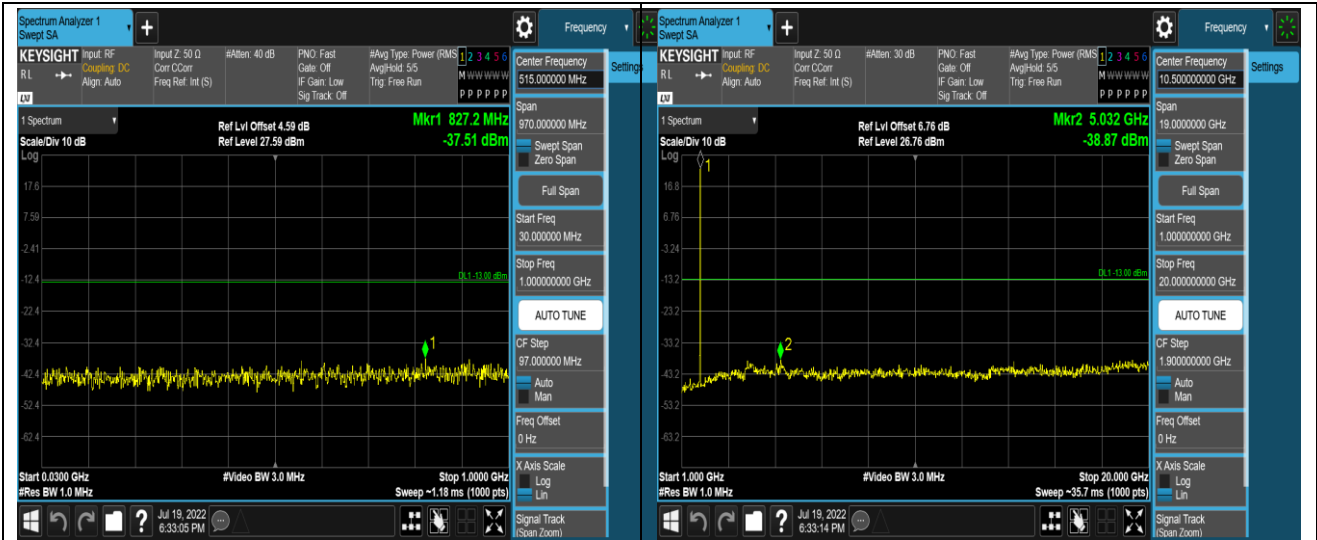 Spectrum Analyzer 1
Swept SA
+
Frequency
KEYSIGHT
RL
LXI
Input: RF
Coupling: DC
Align: Auto
Input Z: 50 Ω
Corr CCorr
Freq Ref: Int (S)
#Atten: 40 dB
PNO: Fast
Gate: Off
IF Gain: Low
Sig Track: Off
#Avg Type: Power (RMS
Avg|Hold: 5/5
Trig: Free Run
1 2 3 4 5 6
M W W W W W
P P P P P P
Center Frequency
515.000000 MHz
Settings
1 Spectrum
Scale/Div 10 dB
Log
Ref Lvl Offset 4.59 dB
Ref Level 27.59 dBm
Mkr1 827.2 MHz
-37.51 dBm
17.6
7.59
-2.41
-12.4
-22.4
-32.4
-42.4
-52.4
-62.4
DL1 -13.00 dBm
1
Start 0.0300 GHz
#Res BW 1.0 MHz
#Video BW 3.0 MHz
Stop 1.0000 GHz
Sweep ~1.18 ms (1000 pts)
Span
970.000000 MHz
Swept Span
Zero Span
Full Span
Start Freq
30.000000 MHz
Stop Freq
1.000000000 GHz
AUTO TUNE
CF Step
97.000000 MHz
Auto
Man
Freq Offset
0 Hz
X Axis Scale
Log
Lin
Signal Track
(Span Zoom)
?
Jul 19, 2022
6:33:05 PM
Spectrum Analyzer 1
Swept SA
+
Frequency
KEYSIGHT
RL
LXI
Input: RF
Coupling: DC
Align: Auto
Input Z: 50 Ω
Corr CCorr
Freq Ref: Int (S)
#Atten: 30 dB
PNO: Fast
Gate: Off
IF Gain: Low
Sig Track: Off
#Avg Type: Power (RMS
Avg|Hold: 5/5
Trig: Free Run
1 2 3 4 5 6
M W W W W W
P P P P P P
Center Frequency
10.500000000 GHz
Settings
1 Spectrum
Scale/Div 10 dB
Log
Ref Lvl Offset 6.76 dB
Ref Level 26.76 dBm
Mkr2 5.032 GHz
-38.87 dBm
16.8
6.76
-3.24
-13.2
-23.2
-33.2
-43.2
-53.2
-63.2
DL1 -13.00 dBm
1
2
Start 1.000 GHz
#Res BW 1.0 MHz
#Video BW 3.0 MHz
Stop 20.000 GHz
Sweep ~35.7 ms (1000 pts)
Span
19.0000000 GHz
Swept Span
Zero Span
Full Span
Start Freq
1.000000000 GHz
Stop Freq
20.000000000 GHz
AUTO TUNE
CF Step
1.900000000 GHz
Auto
Man
Freq Offset
0 Hz
X Axis Scale
Log
Lin
Signal Track
(Span Zoom)
?
Jul 19, 2022
6:33:14 PM